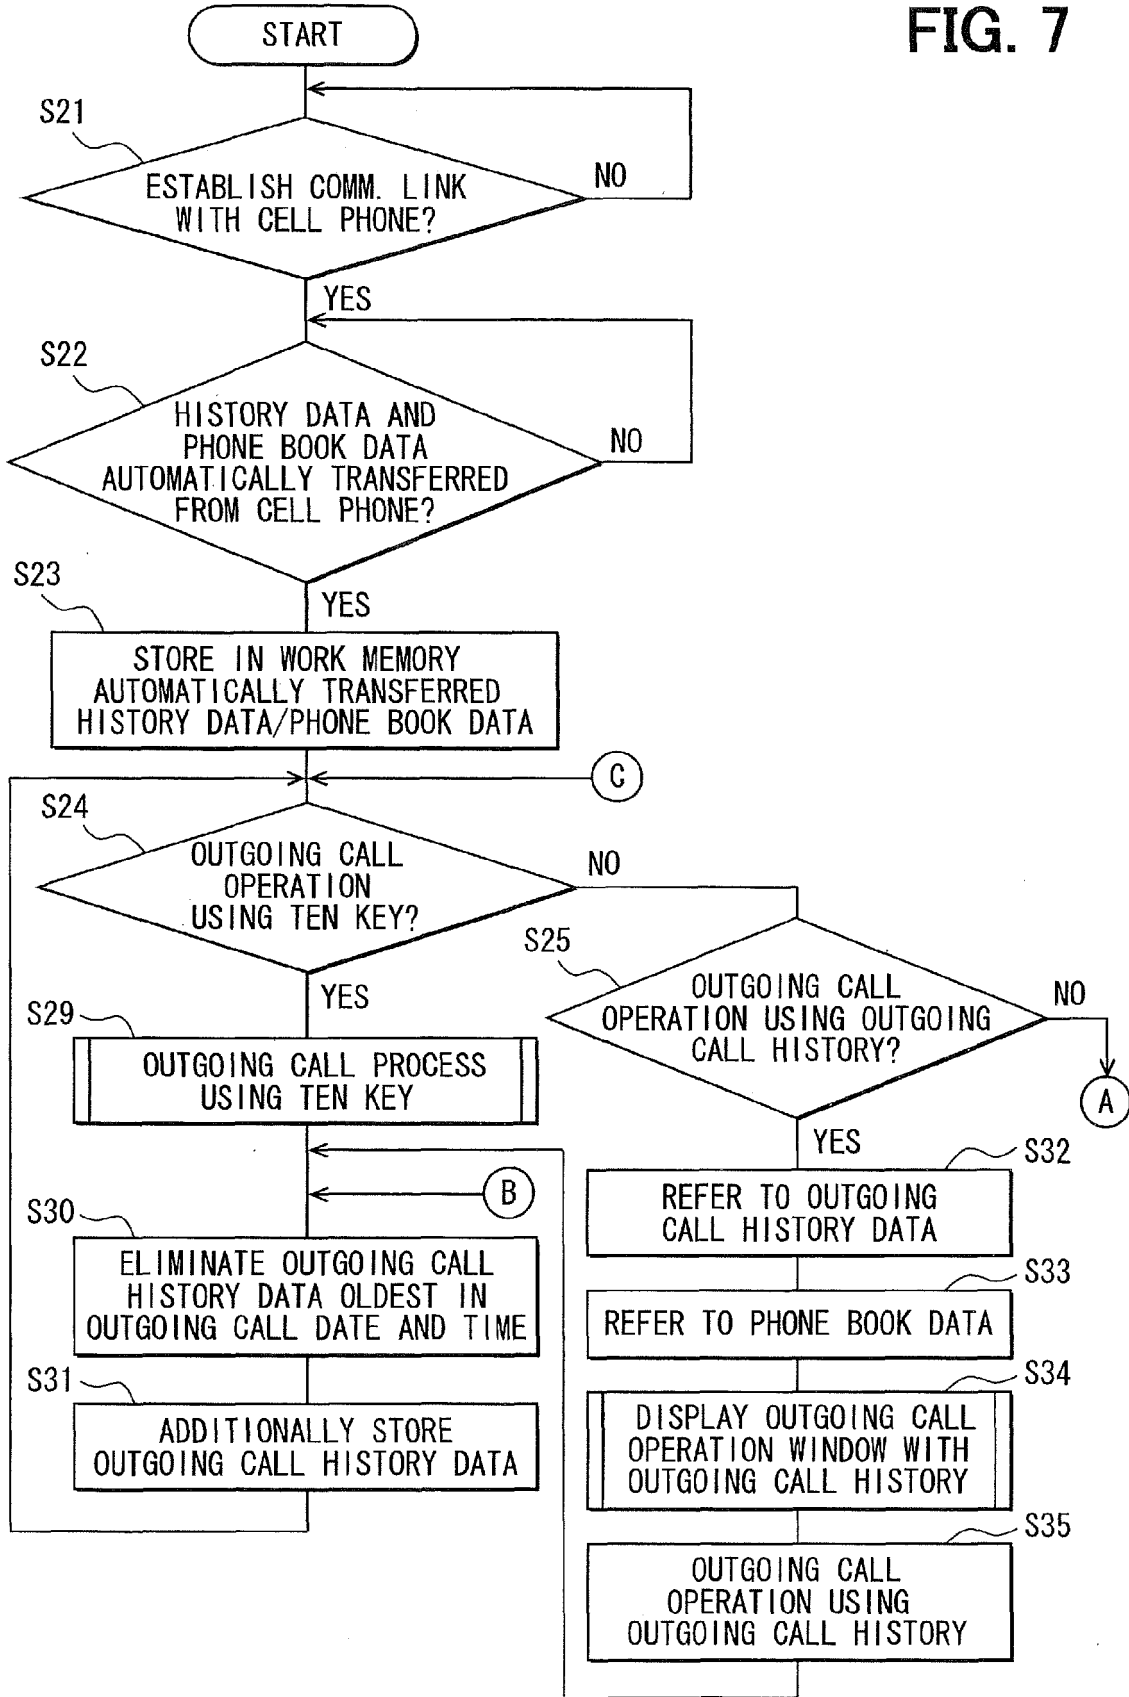 FIG. 7
START
S21
ESTABLISH COMM. LINK
WITH CELL PHONE?
NO
YES
S22
HISTORY DATA AND
PHONE BOOK DATA
AUTOMATICALLY TRANSFERRED
FROM CELL PHONE?
NO
YES
S23
STORE IN WORK MEMORY
AUTOMATICALLY TRANSFERRED
HISTORY DATA/PHONE BOOK DATA
C
S24
OUTGOING CALL
OPERATION
USING TEN KEY?
NO
YES
S25
OUTGOING CALL
OPERATION USING OUTGOING
CALL HISTORY?
NO
A
YES
S29
OUTGOING CALL PROCESS
USING TEN KEY
B
S30
ELIMINATE OUTGOING CALL
HISTORY DATA OLDEST IN
OUTGOING CALL DATE AND TIME
S31
ADDITIONALLY STORE
OUTGOING CALL HISTORY DATA
S32
REFER TO OUTGOING
CALL HISTORY DATA
S33
REFER TO PHONE BOOK DATA
S34
DISPLAY OUTGOING CALL
OPERATION WINDOW WITH
OUTGOING CALL HISTORY
S35
OUTGOING CALL
OPERATION USING
OUTGOING CALL HISTORY